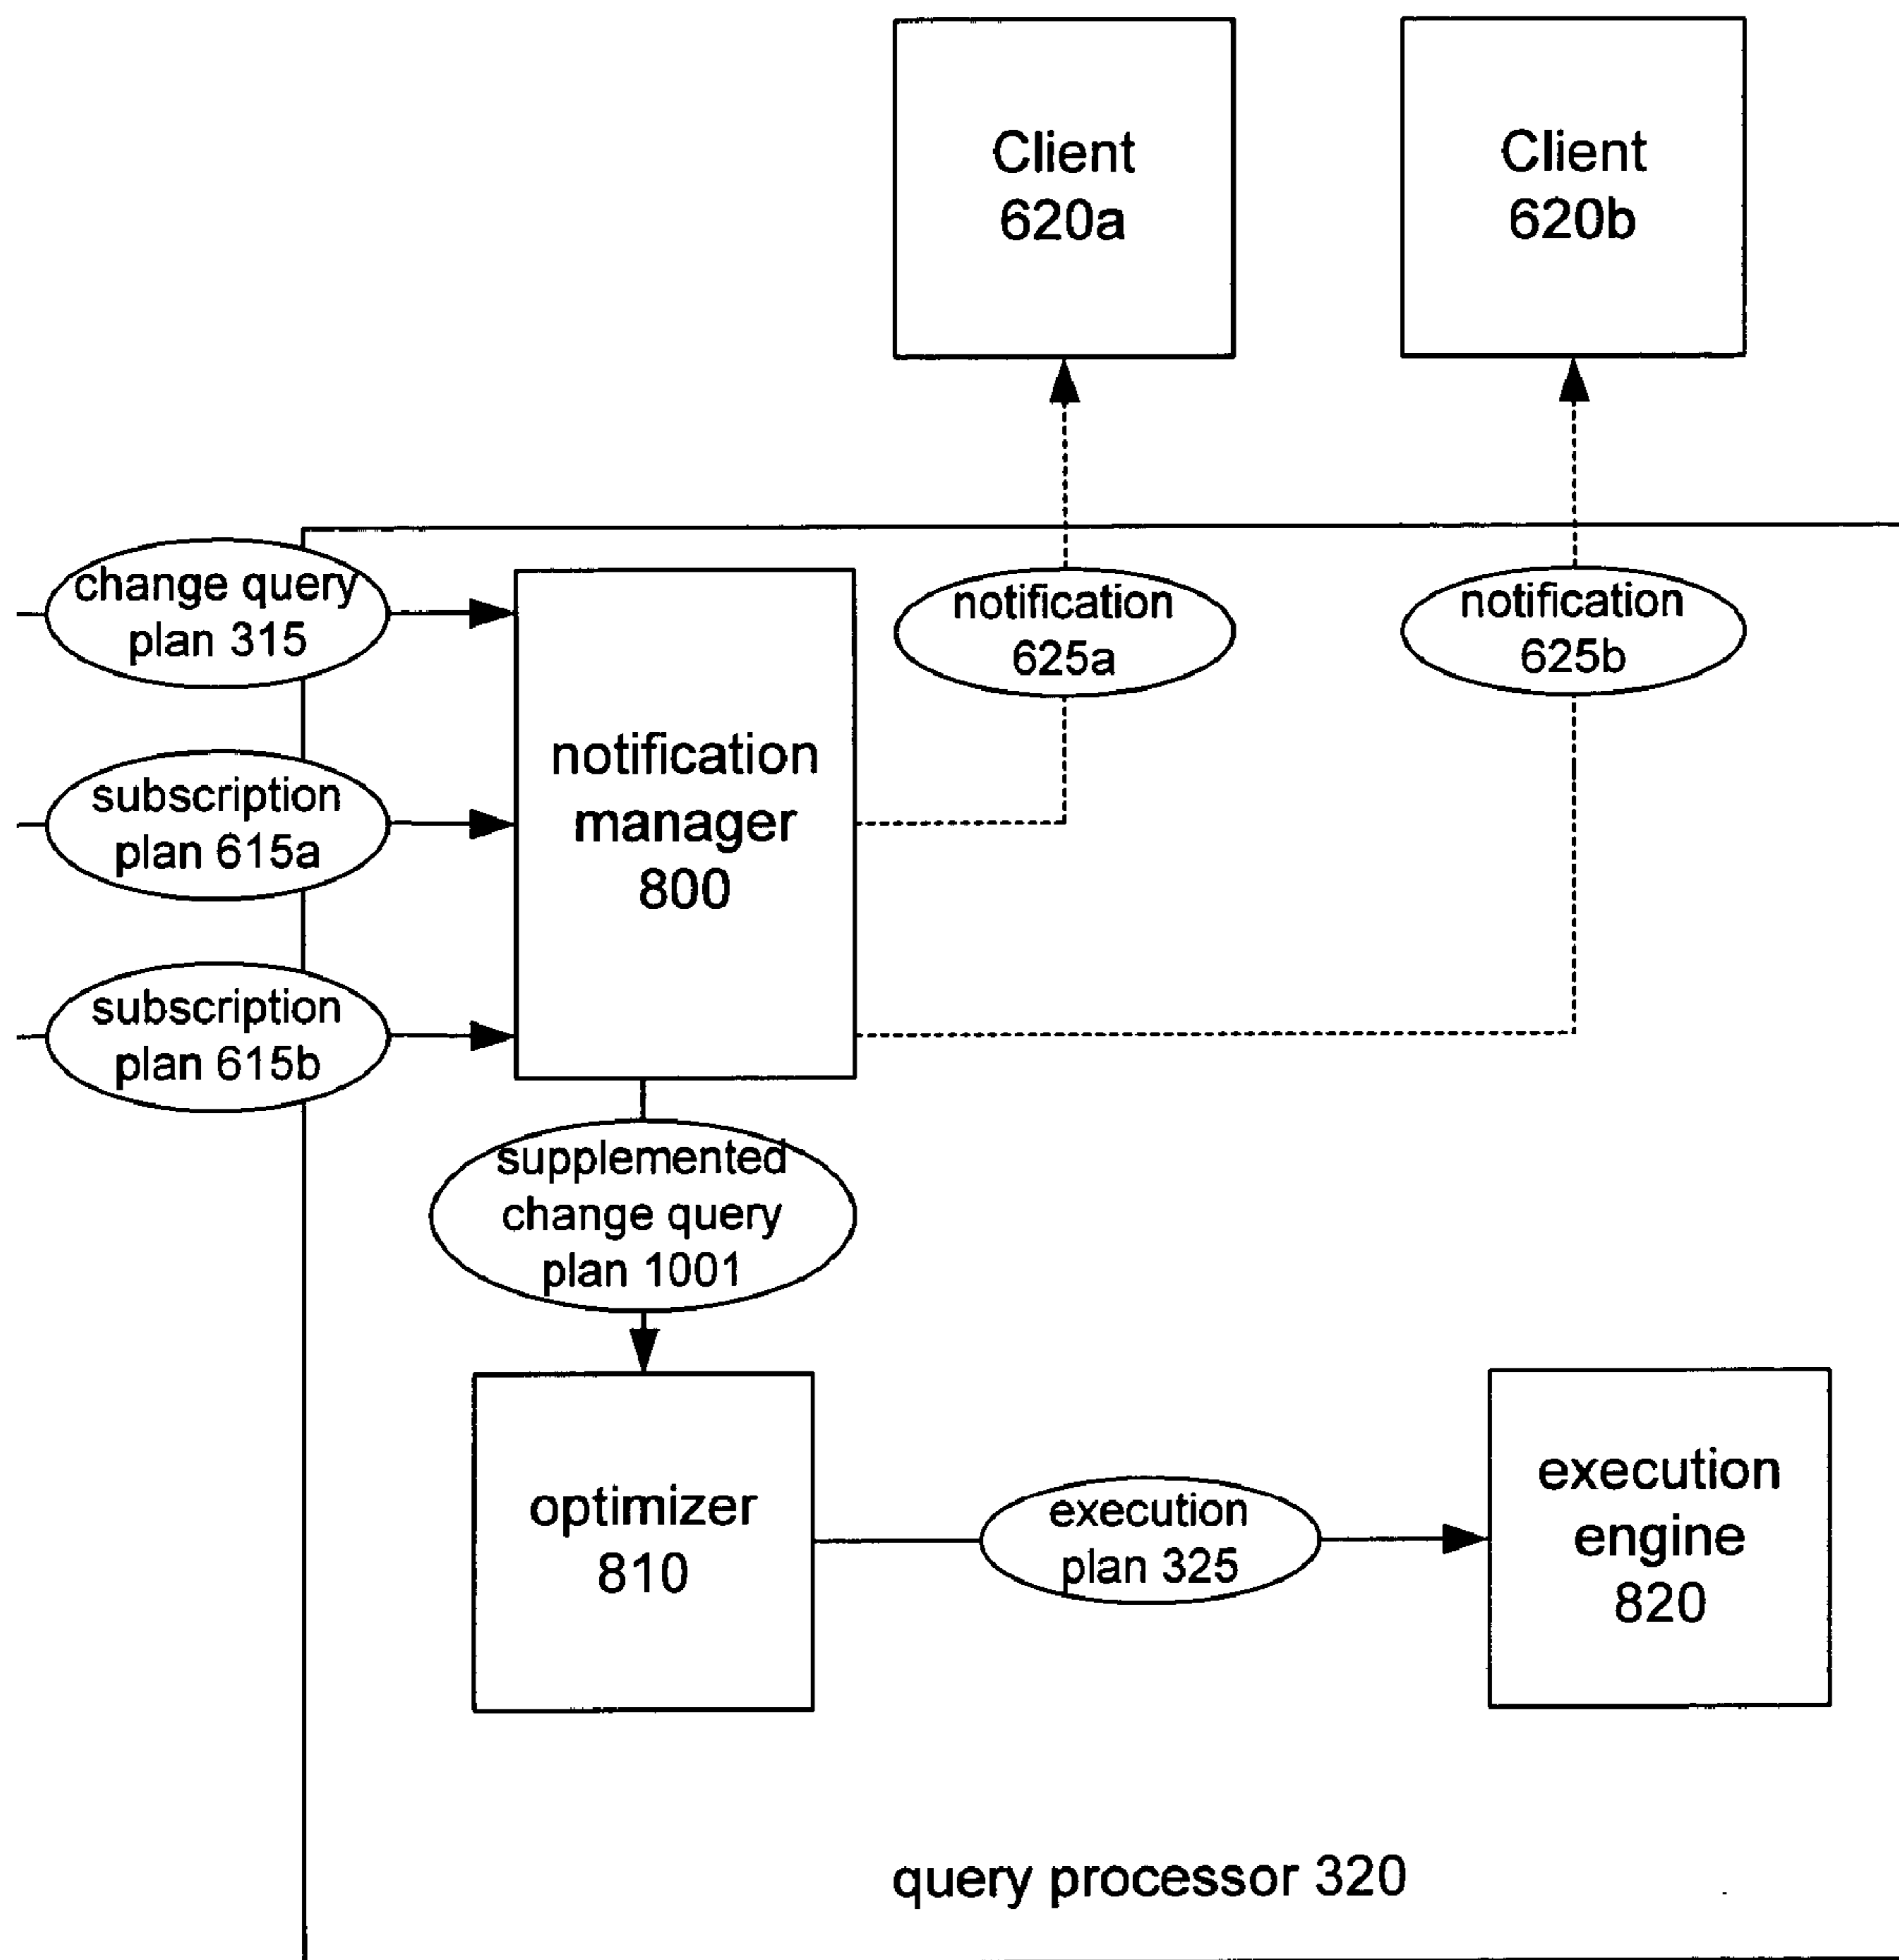 Client
620a
Client
620b
change query
plan 315
notification
625a
notification
625b
subscription
plan 615a
notification
manager
800
subscription
plan 615b
supplemented
change query
plan 1001
optimizer
810
execution
plan 325
execution
engine
820
query processor 320